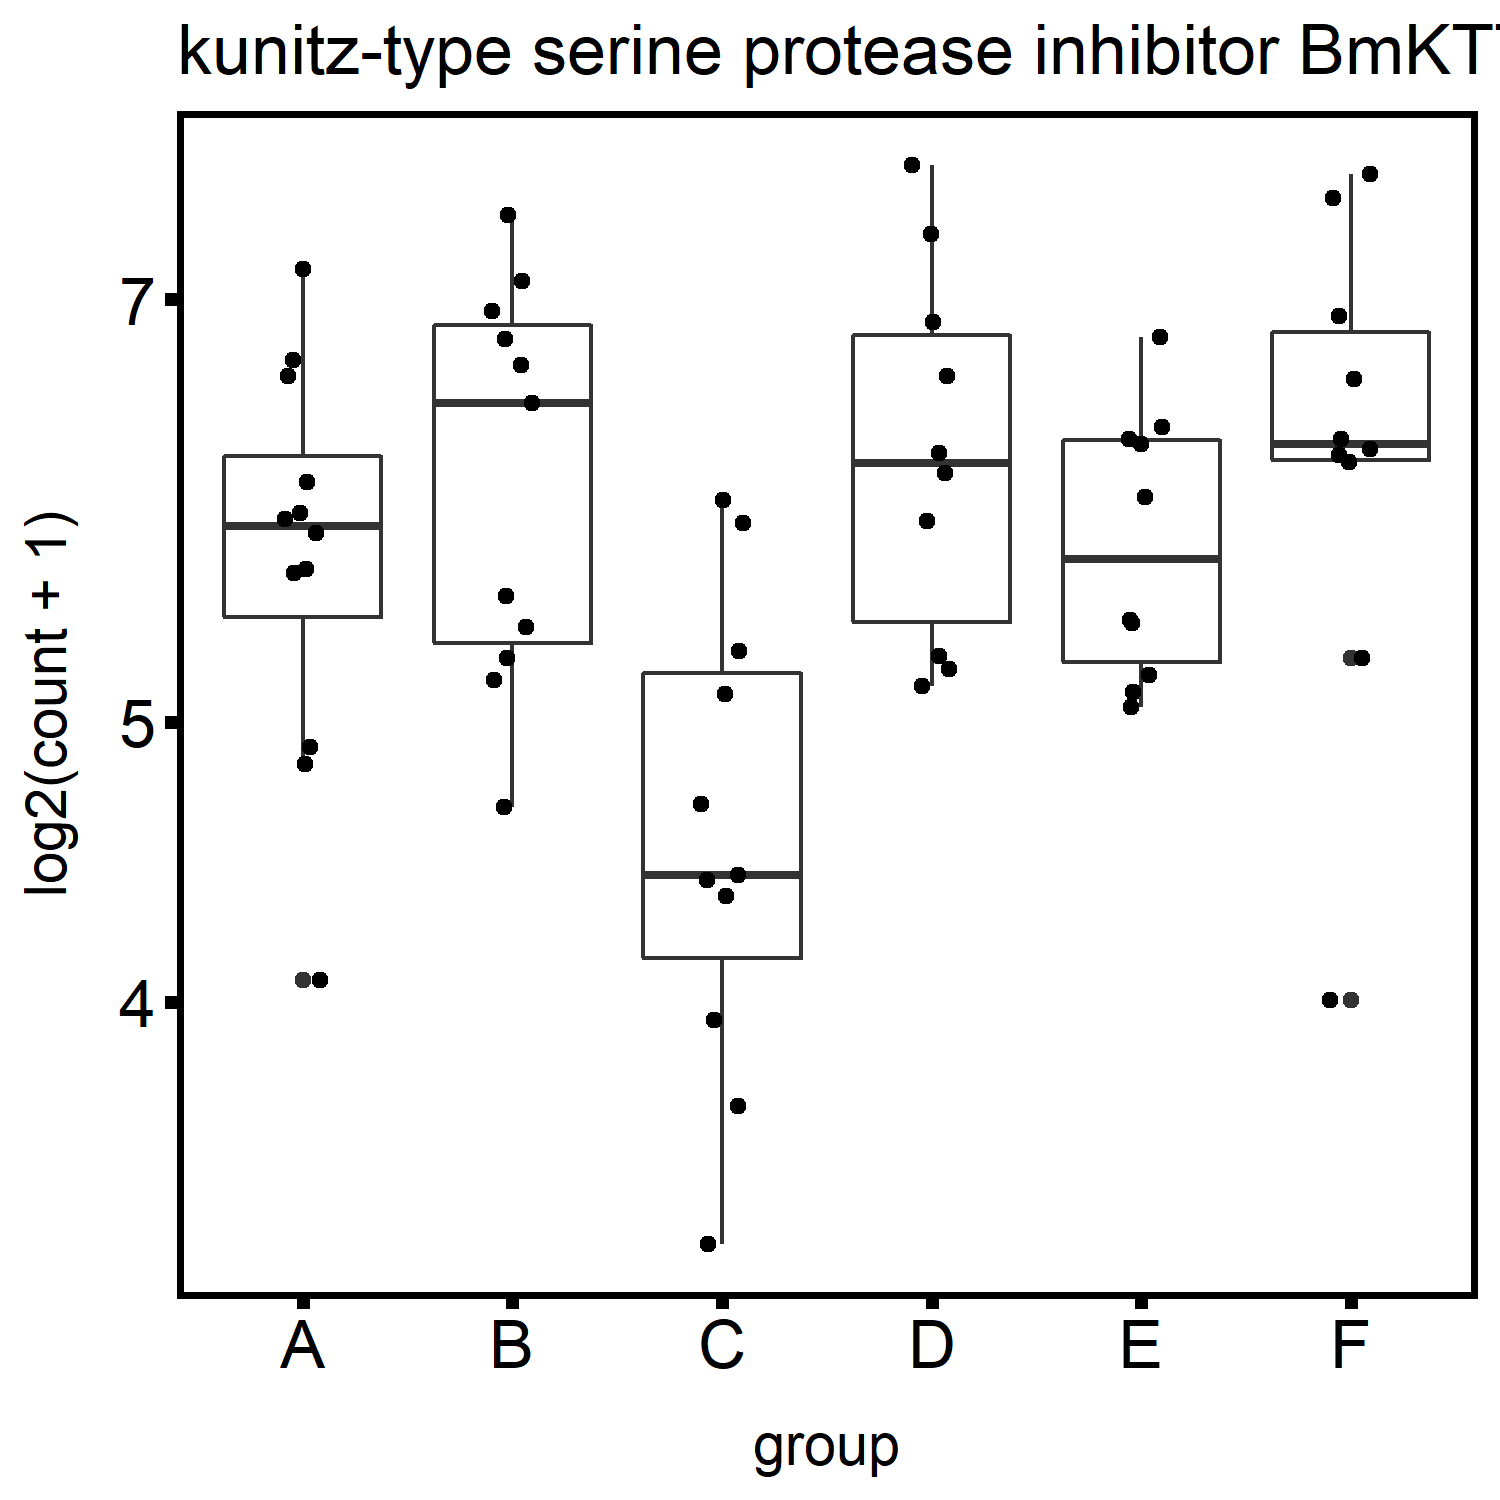 kunitz-type serine protease inhibitor BmKT
7
5
4
log2(count + 1)
A B C D E F
group